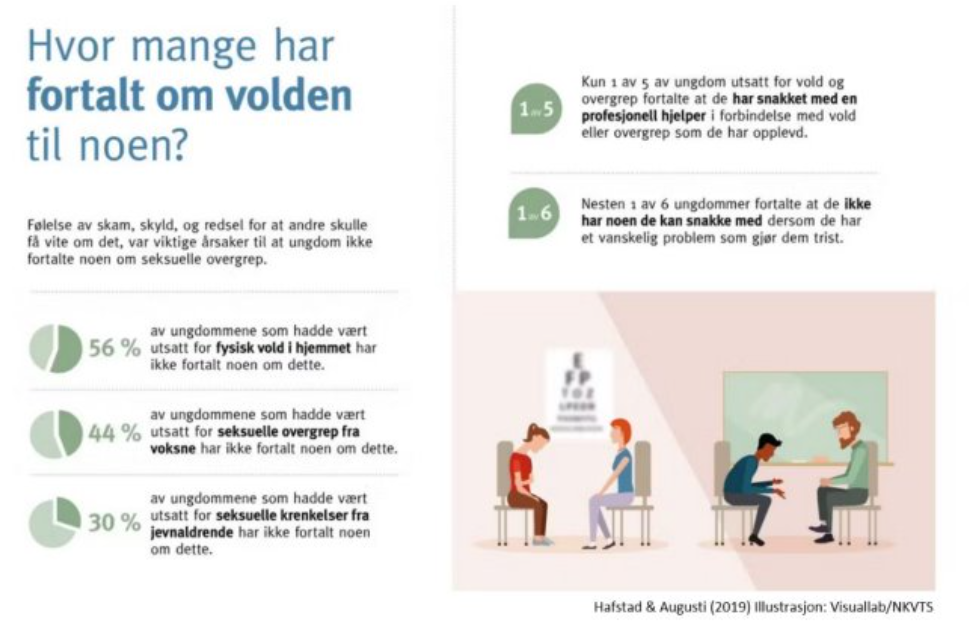 Hvor mange har
fortalt om volden
til noen?
Følelse av skam, skyld, og redsel for at andre skulle
få vite om det, var viktige årsaker til at ungdom ikke
fortalte noen om seksuelle overgrep.
56 %
av ungdommene som hadde vært
utsatt for fysisk vold i hjemmet har
ikke fortalt noen om dette.
44 %
av ungdommene som hadde vært
utsatt for seksuelle overgrep fra
voksne har ikke fortalt noen om dette.
30 %
av ungdommene som hadde vært
utsatt for seksuelle krenkelser fra
jevnaldrende har ikke fortalt noen
om dette.
1 av 5
Kun 1 av 5 av ungdom utsatt for vold og
overgrep fortalte at de har snakket med en
profesjonell hjelper i forbindelse med vold
eller overgrep som de har opplevd.
1 av 6
Nesten 1 av 6 ungdommer fortalte at de ikke
har noen de kan snakke med dersom de har
et vanskelig problem som gjør dem trist.
E
F P
T O Z
Hafstad & Augusti (2019) Illustrasjon: Visuallab/NKVTS